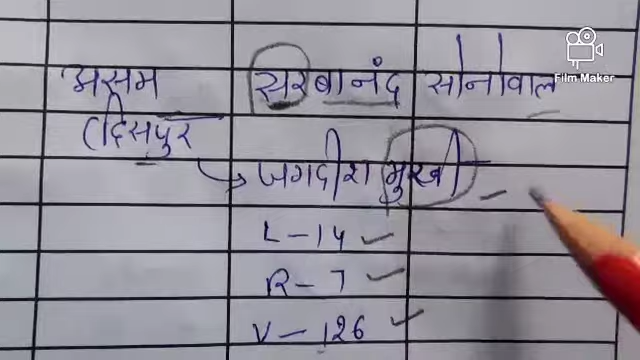 Film Maker
असम सरबानंद सोनोवाल
(दिसपुर
जगदीश मुखी
L - 14
R - 7
V - 126